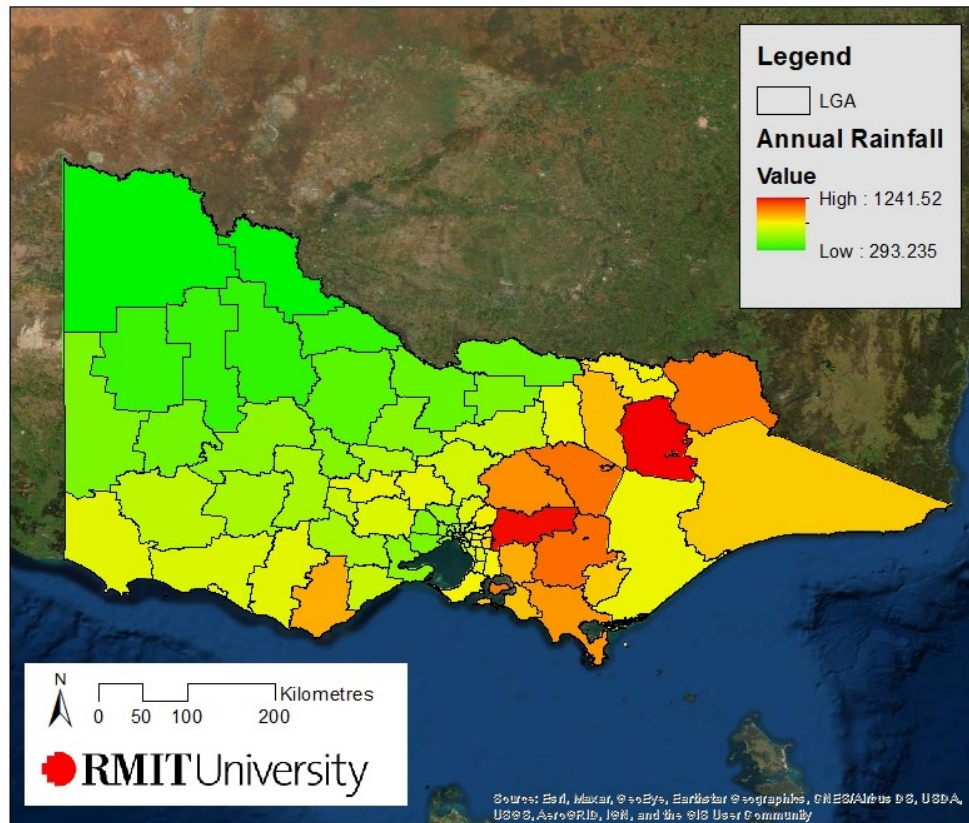 Legend
LGA
Annual Rainfall
Value
High : 1241.52
Low : 293.235
N
Kilometres
0 50 100 200
RMIT University
Source: Esri, Maxar, GeoEye, Earthstar Geographics, CNES/Airbus DS, USDA,
USGS, AeroGRID, IGN, and the GIS User Community